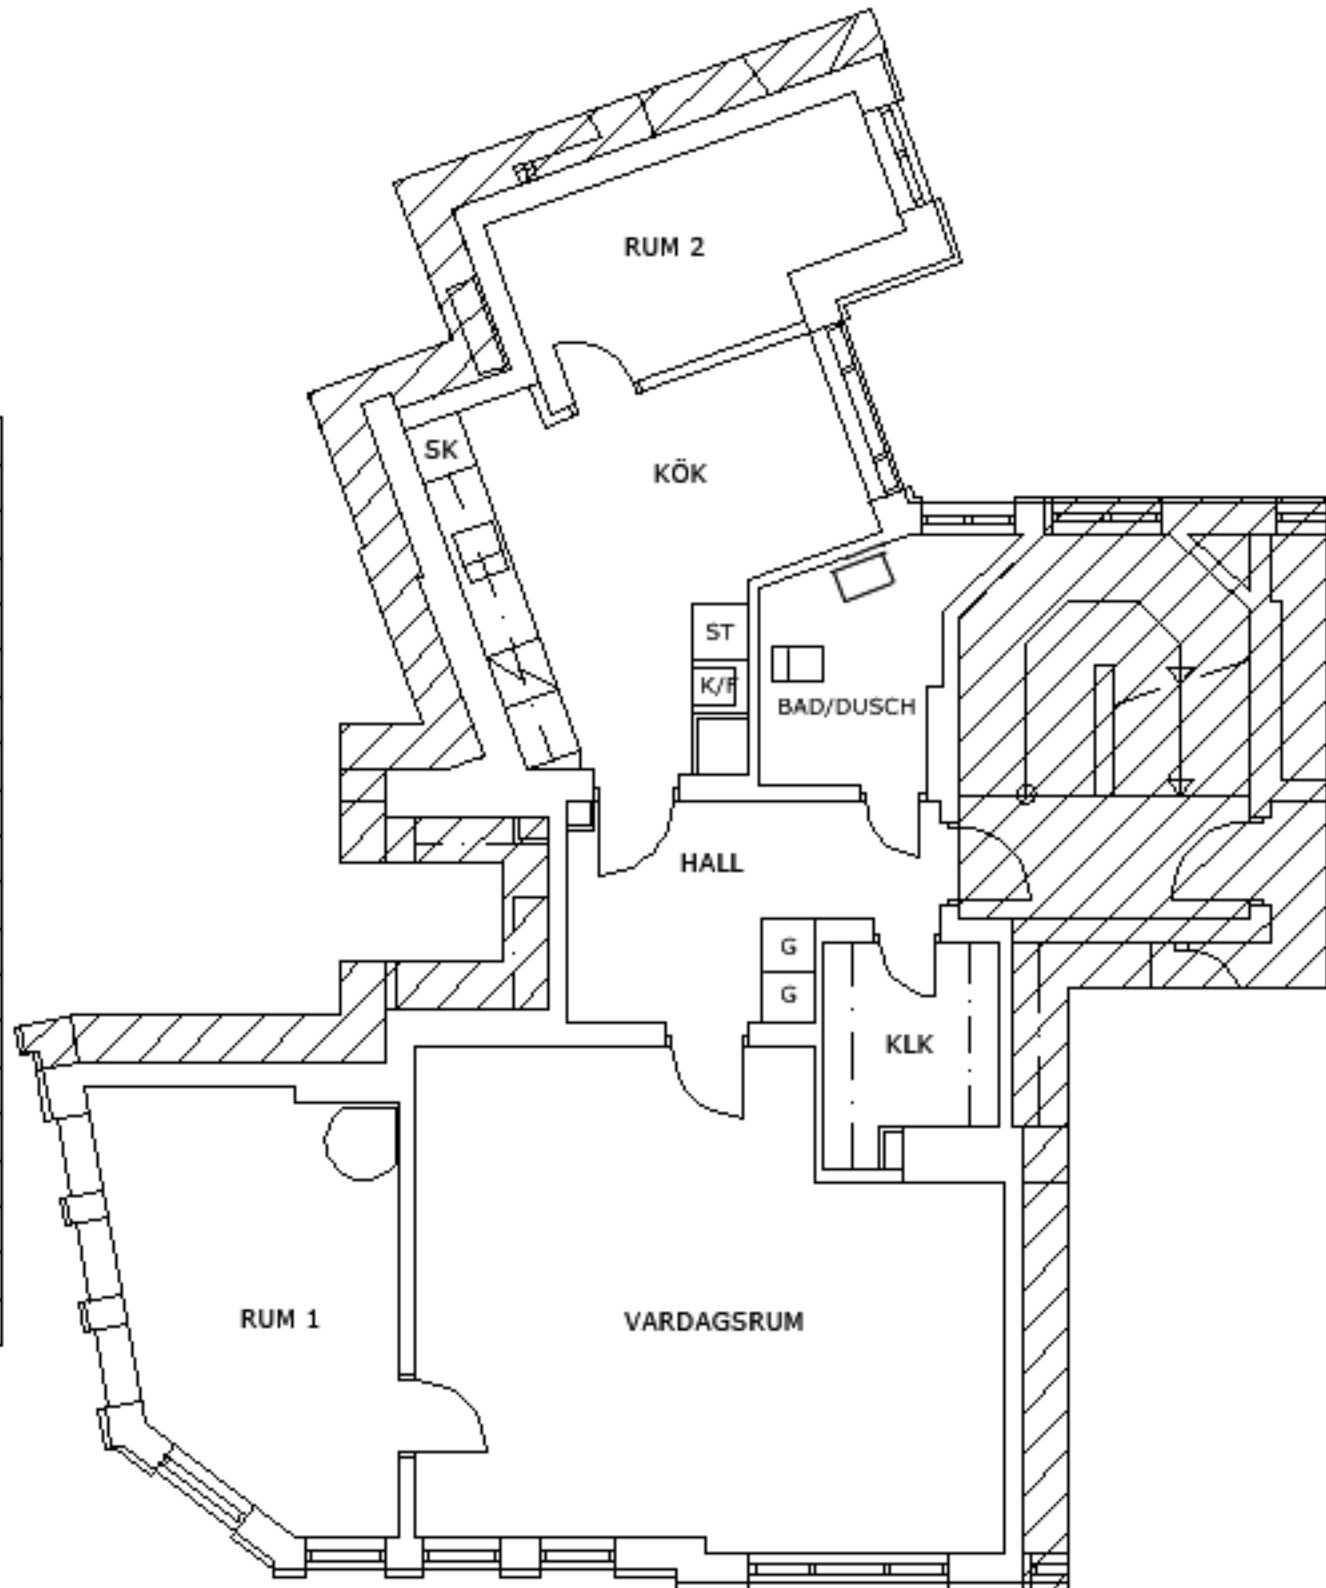 RUM 2
SK
KÖK
ST
K/F
BAD/DUSCH
HALL
G
G
KLK
RUM 1
VARDAGSRUM